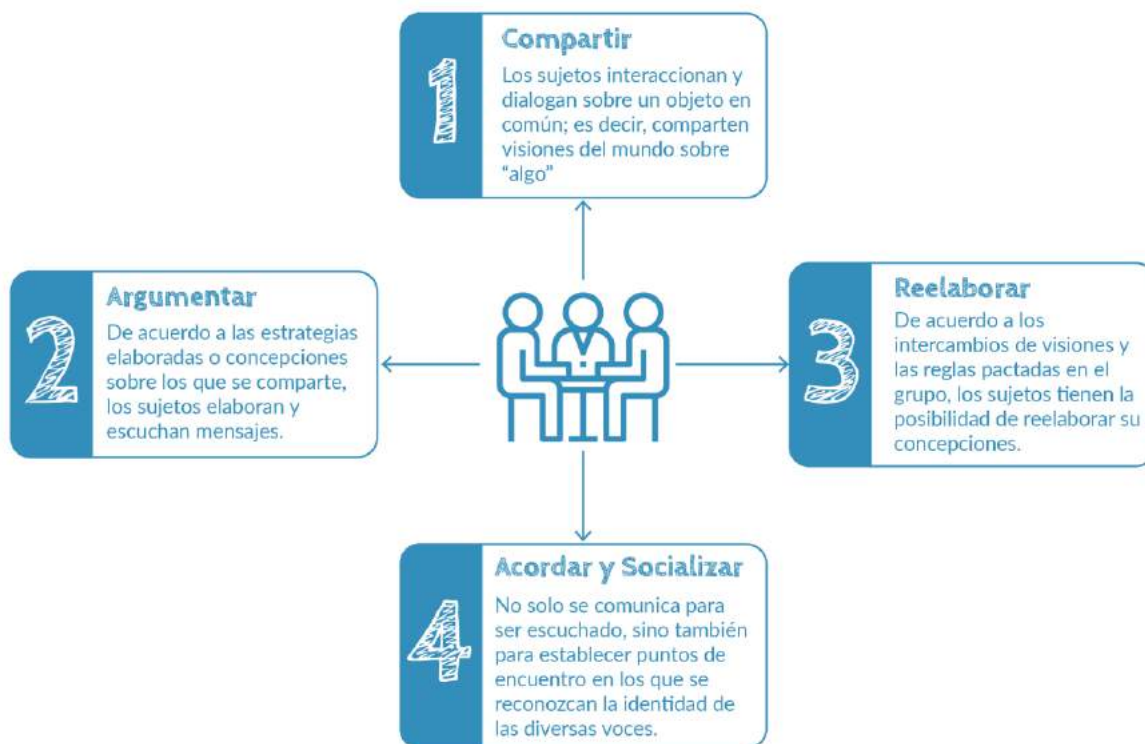 1
Compartir
Los sujetos interaccionan y
dialogan sobre un objeto en
común; es decir, comparten
visiones del mundo sobre
"algo"
2
Argumentar
De acuerdo a las estrategias
elaboradas o concepciones
sobre los que se comparte,
los sujetos elaboran y
escuchan mensajes.
3
Reelaborar
De acuerdo a los
intercambios de visiones y
las reglas pactadas en el
grupo, los sujetos tienen la
posibilidad de reelaborar su
concepciones.
4
Acordar y Socializar
No solo se comunica para
ser escuchado, sino también
para establecer puntos de
encuentro en los que se
reconozcan la identidad de
las diversas voces.